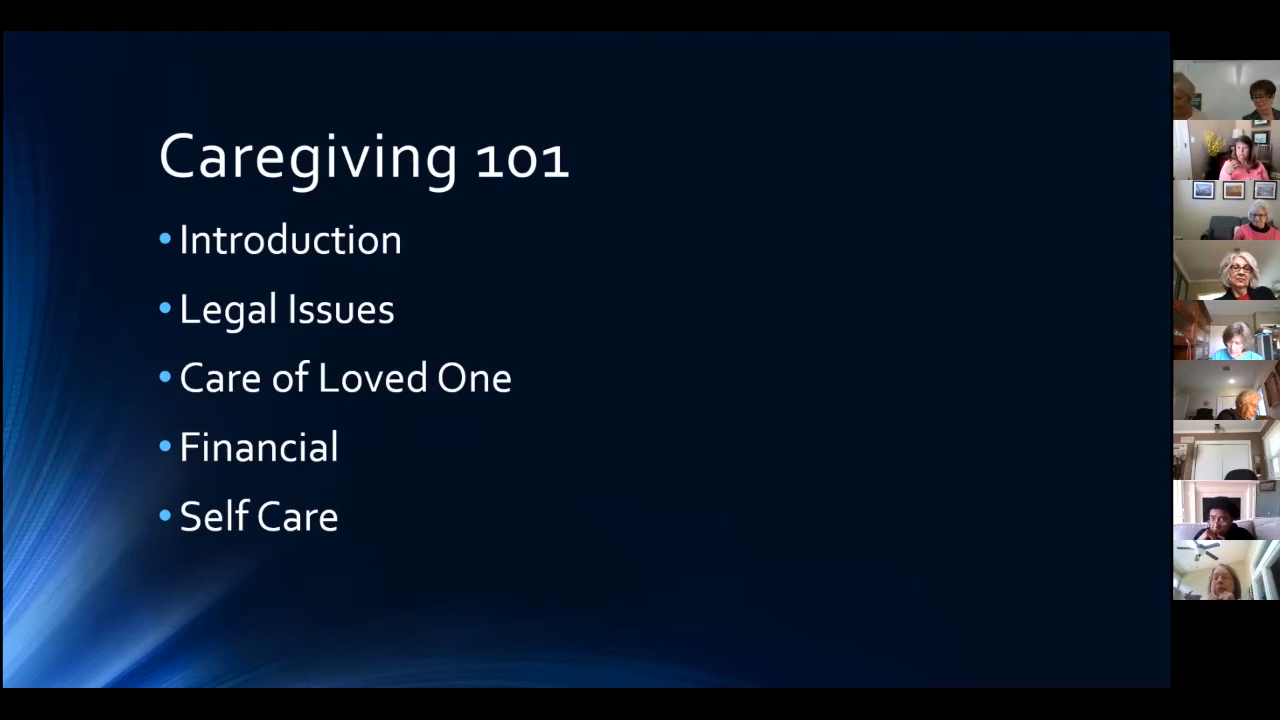 Caregiving 101
• Introduction
• Legal Issues
• Care of Loved One
• Financial
• Self Care